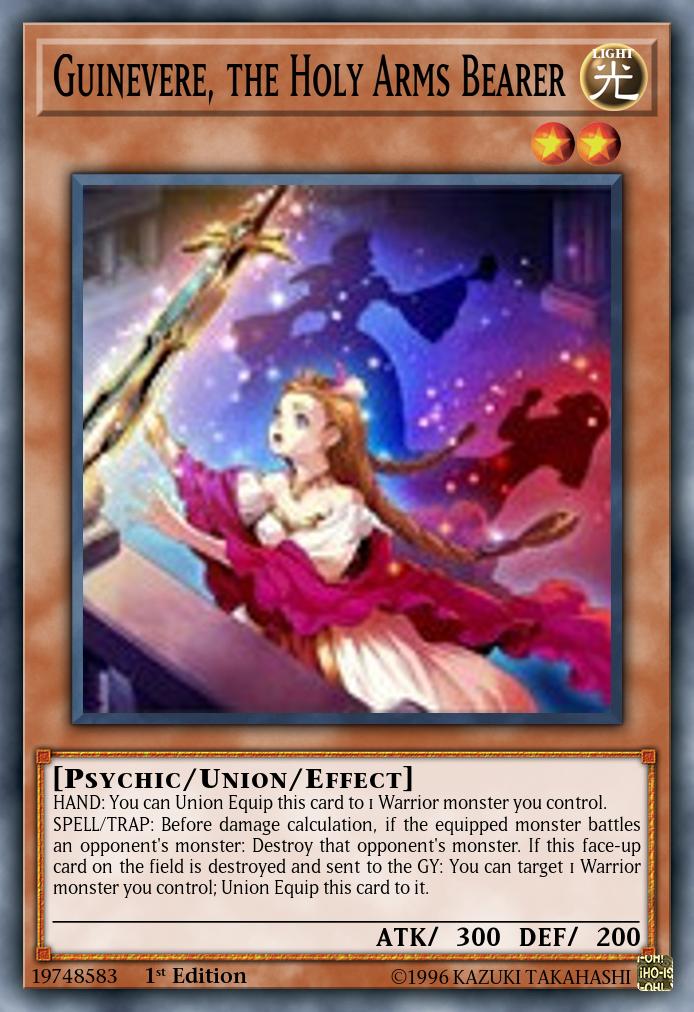 GUINEVERE, THE HOLY ARMS BEARER
LIGHT
光
[PSYCHIC/UNION/EFFECT]
HAND: You can Union Equip this card to 1 Warrior monster you control.
SPELL/TRAP: Before damage calculation, if the equipped monster battles
an opponent's monster: Destroy that opponent's monster. If this face-up
card on the field is destroyed and sent to the GY: You can target 1 Warrior
monster you control; Union Equip this card to it.
ATK/ 300 DEF/ 200
19748583 1st Edition ©1996 KAZUKI TAKAHASHI